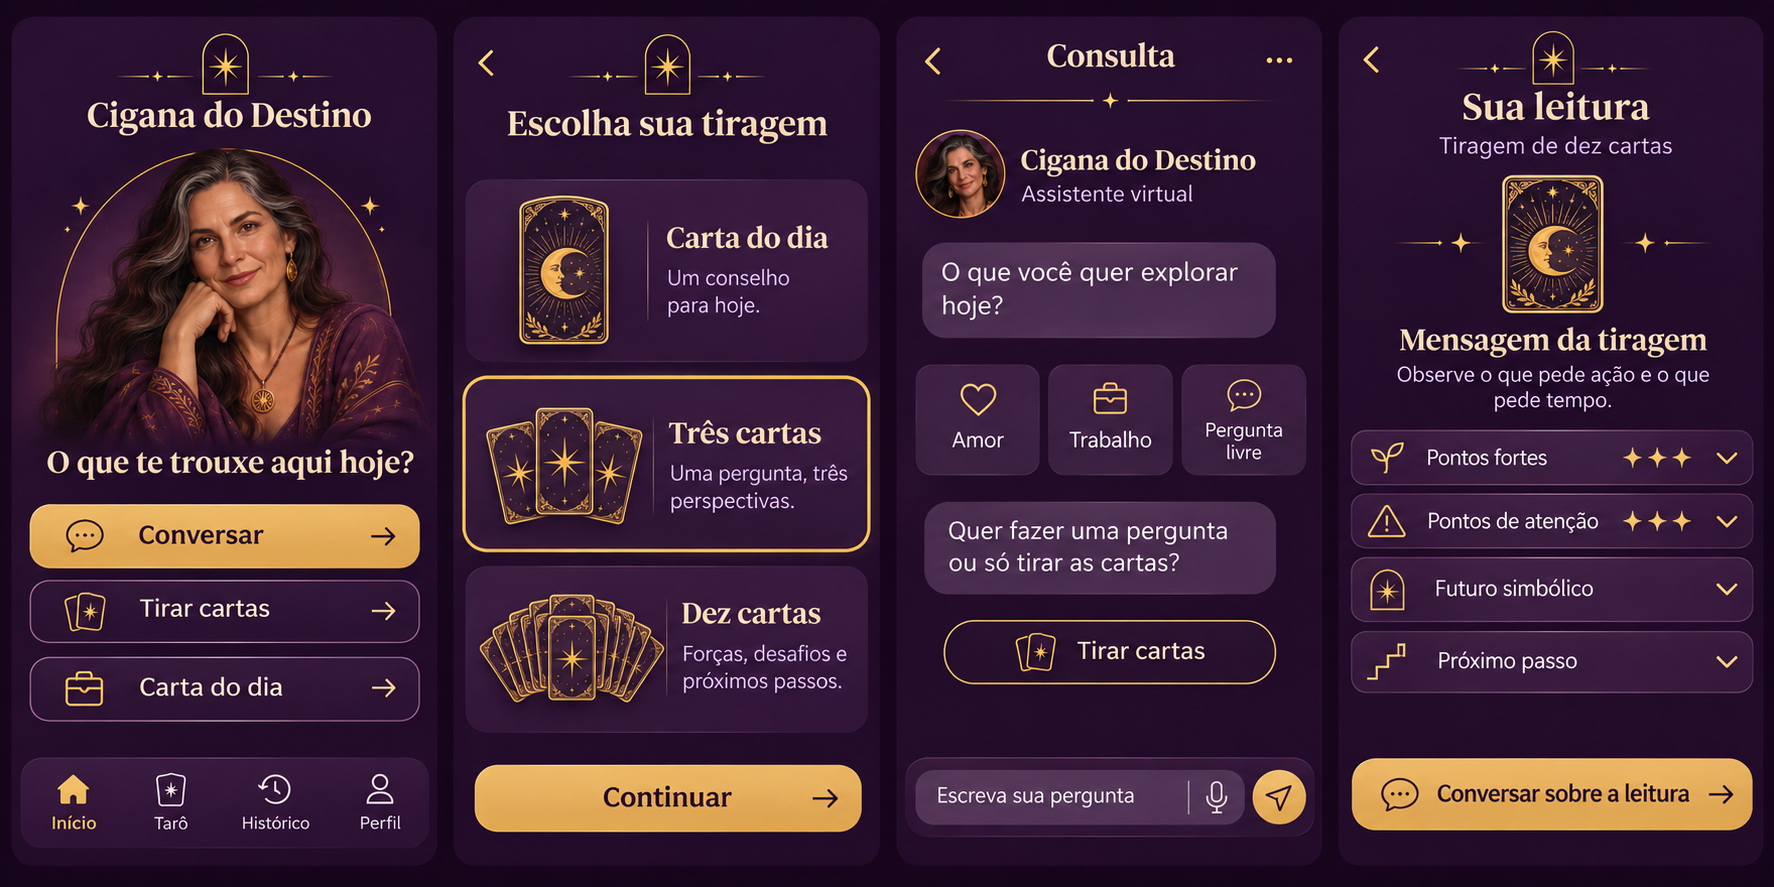 Cigana do Destino
O que te trouxe aqui hoje?
Conversar
Tirar cartas
Carta do dia
Início
Tarô
Histórico
Perfil
Escolha sua tiragem
Carta do dia
Um conselho
para hoje.
Três cartas
Uma pergunta, três
perspectivas.
Dez cartas
Forças, desafios e
próximos passos.
Continuar
Consulta
Cigana do Destino
Assistente virtual
O que você quer explorar
hoje?
Amor
Trabalho
Pergunta
livre
Quer fazer uma pergunta
ou só tirar as cartas?
Tirar cartas
Escreva sua pergunta
Sua leitura
Tiragem de dez cartas
Mensagem da tiragem
Observe o que pede ação e o que
pede tempo.
Pontos fortes
Pontos de atenção
Futuro simbólico
Próximo passo
Conversar sobre a leitura